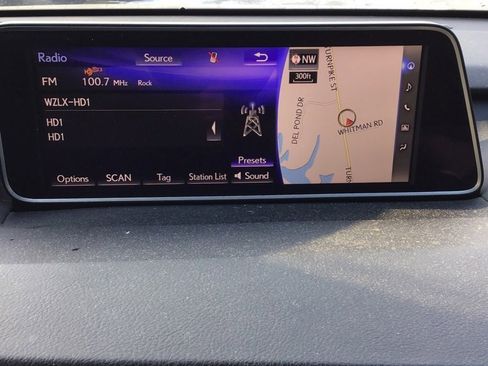 Radio
Source
FM 100.7 MHz Rock
WZLX-HD1
HD1
HD1
Presets
Options SCAN Tag Station List Sound
NW
300ft
TURNPIKE ST
DEL POND DR
WHITMAN RD
TURN